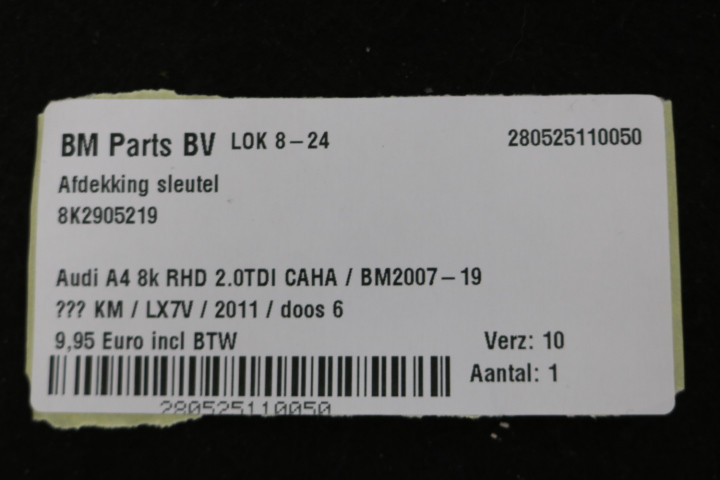 BM Parts BV LOK 8-24 280525110050
Afdekking sleutel
8K2905219
Audi A4 8k RHD 2.0TDI CAHA / BM2007-19
??? KM / LX7V / 2011 / doos 6
9,95 Euro incl BTW Verz: 10
Aantal: 1
280525110050